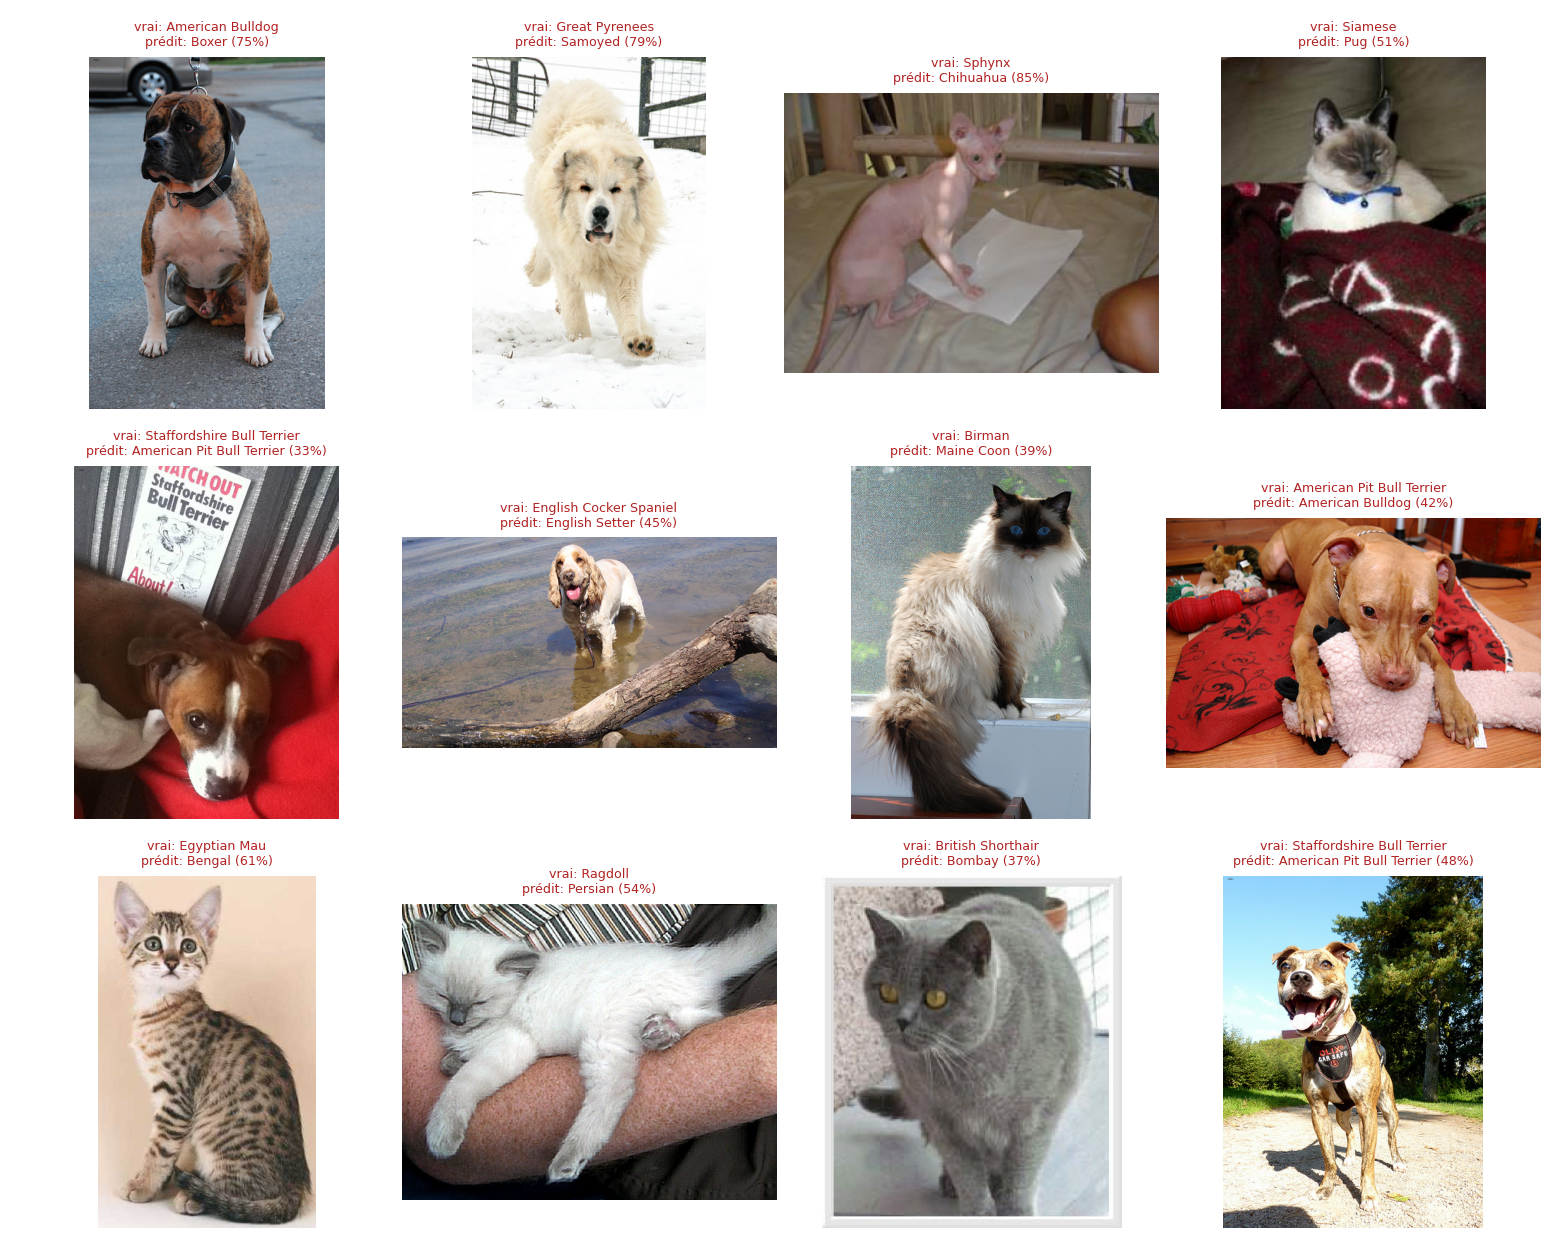 vrai: American Bulldog
prédit: Boxer (75%)
vrai: Great Pyrenees
prédit: Samoyed (79%)
vrai: Sphynx
prédit: Chihuahua (85%)
vrai: Siamese
prédit: Pug (51%)
vrai: Staffordshire Bull Terrier
prédit: American Pit Bull Terrier (33%)
WATCH OUT
Staffordshire
Bull Terrier
About!
vrai: English Cocker Spaniel
prédit: English Setter (45%)
vrai: Birman
prédit: Maine Coon (39%)
vrai: American Pit Bull Terrier
prédit: American Bulldog (42%)
vrai: Egyptian Mau
prédit: Bengal (61%)
vrai: Ragdoll
prédit: Persian (54%)
vrai: British Shorthair
prédit: Bombay (37%)
vrai: Staffordshire Bull Terrier
prédit: American Pit Bull Terrier (48%)
CAR SAFE